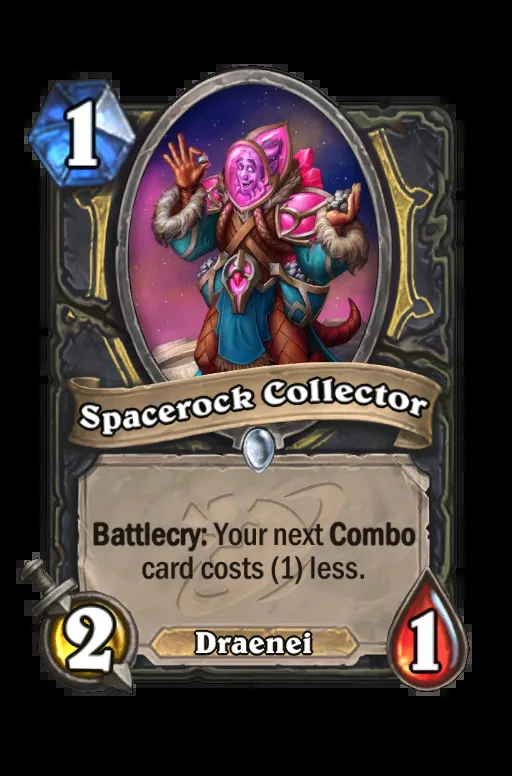 1
Spacerock Collector
Battlecry: Your next Combo
card costs (1) less.
2
Draenei
1